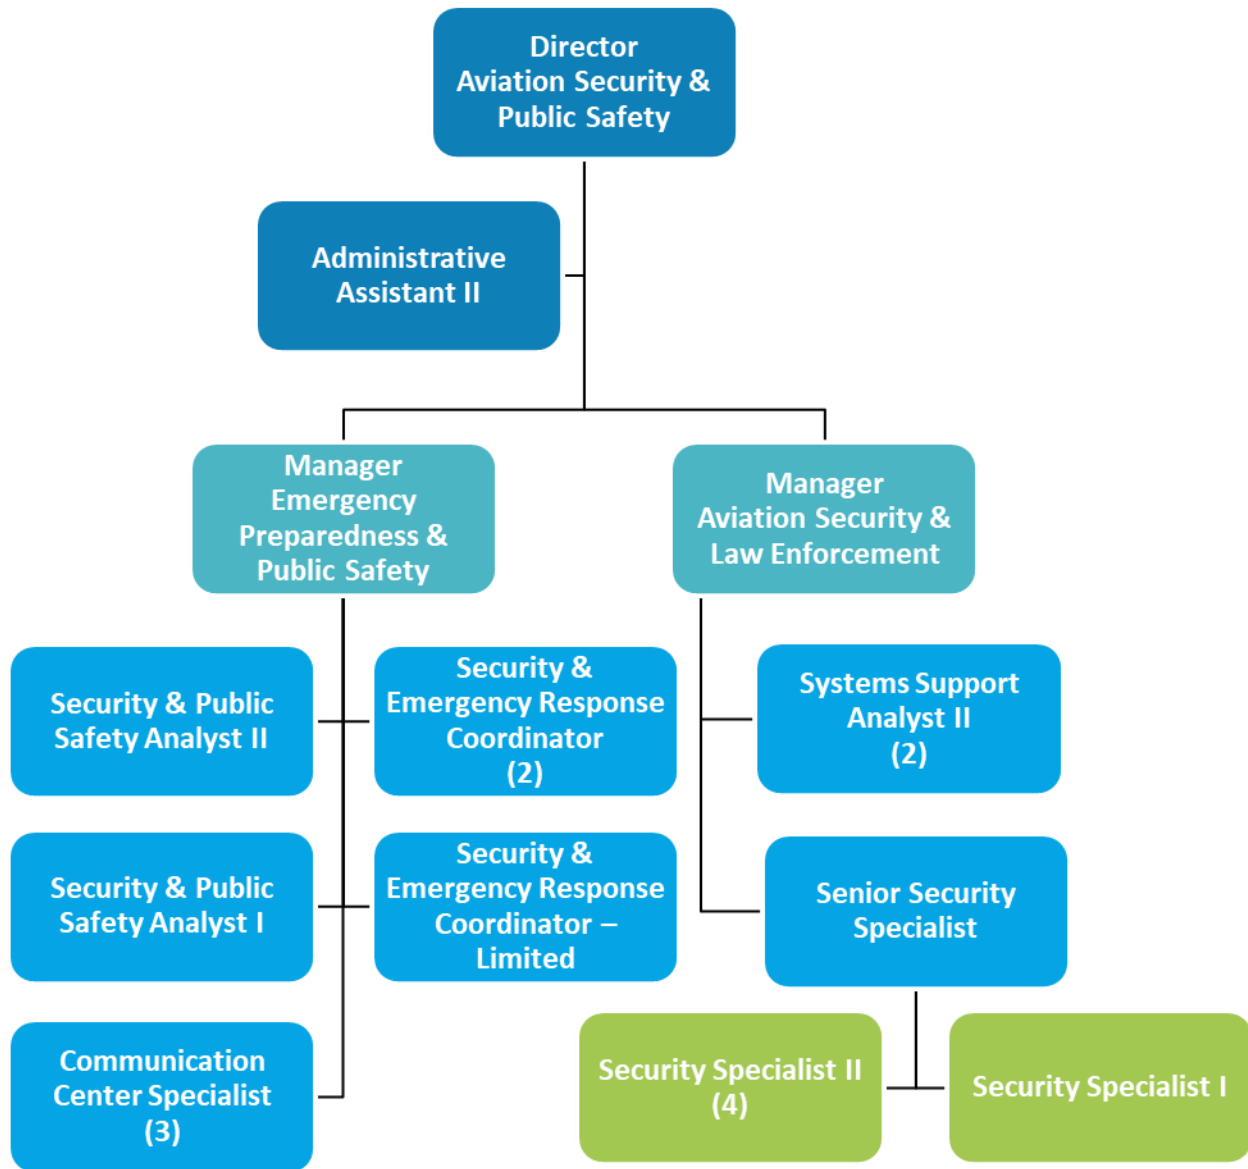 Director
Aviation Security &
Public Safety
Administrative
Assistant II
Manager
Emergency
Preparedness &
Public Safety
Manager
Aviation Security &
Law Enforcement
Security & Public
Safety Analyst II
Security &
Emergency Response
Coordinator
(2)
Systems Support
Analyst II
(2)
Security & Public
Safety Analyst I
Security &
Emergency Response
Coordinator –
Limited
Senior Security
Specialist
Communication
Center Specialist
(3)
Security Specialist II
(4)
Security Specialist I